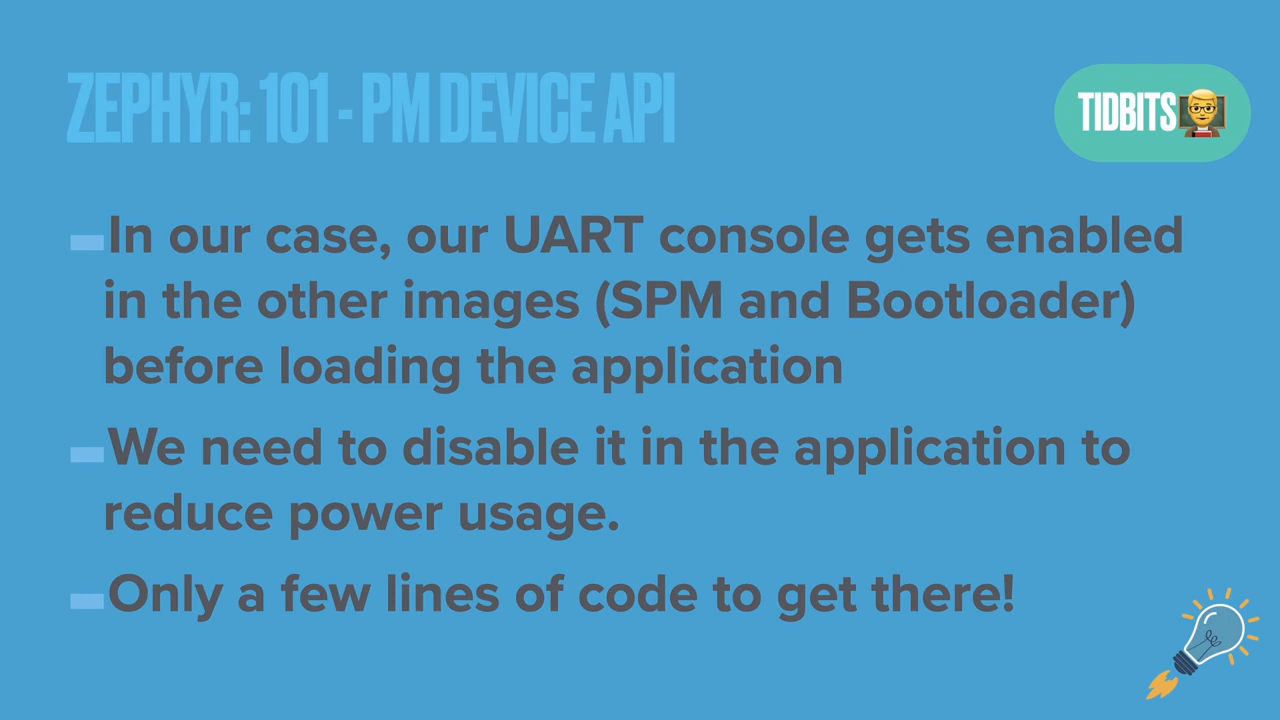 ZEPHYR: 101 - PM DEVICE API
TIDBITS
In our case, our UART console gets enabled
in the other images (SPM and Bootloader)
before loading the application
We need to disable it in the application to
reduce power usage.
Only a few lines of code to get there!